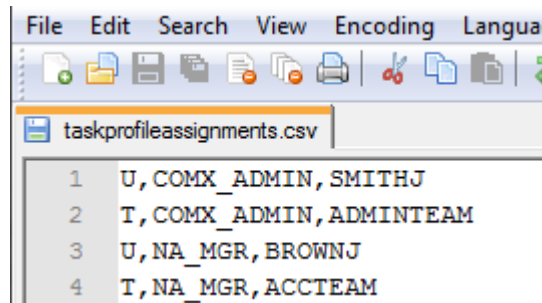 File Edit Search View Encoding
taskprofileassignments.csv
1 U,COMX_ADMIN,SMITHJ
2 T,COMX_ADMIN,ADMINTEAM
3 U,NA_MGR,BROWNJ
4 T,NA_MGR,ACCTEAM